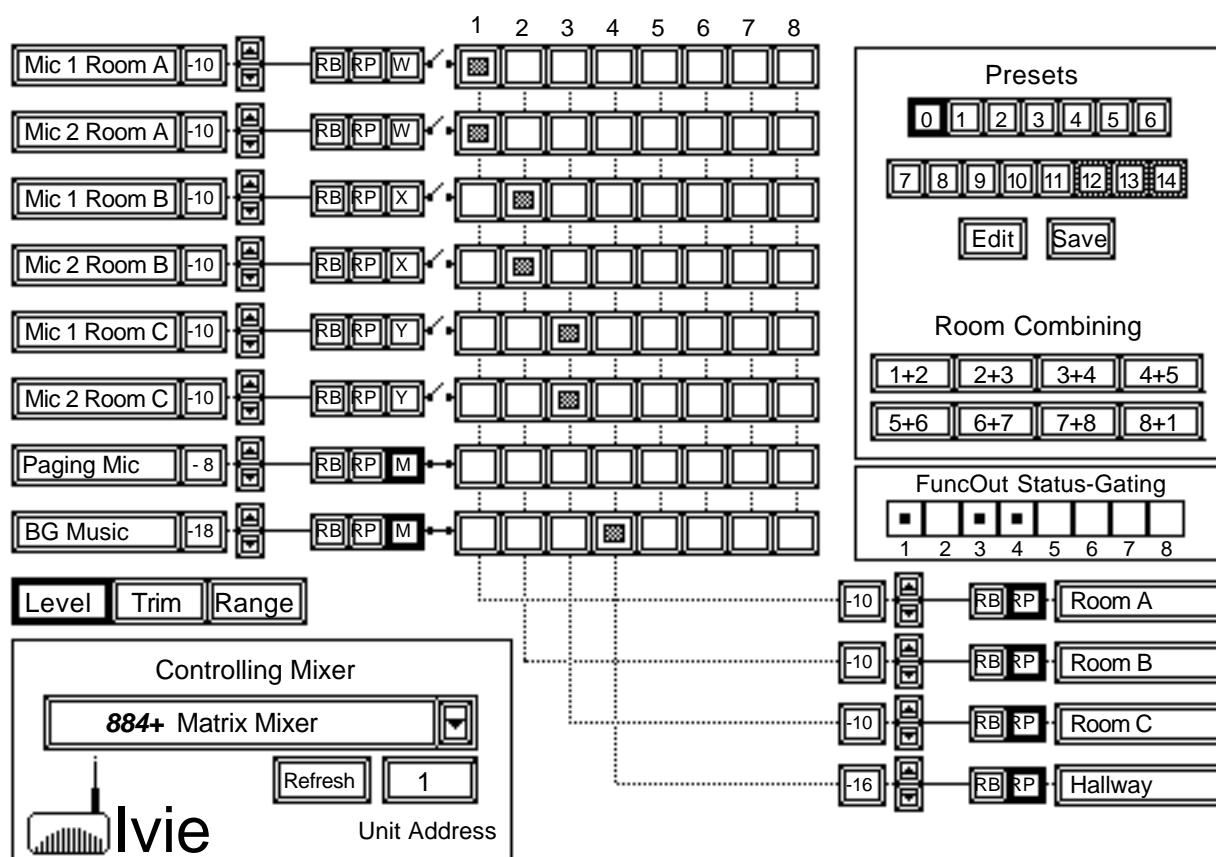 1 2 3 4 5 6 7 8
Mic 1 Room A -10 RB RP W
Mic 2 Room A -10 RB RP W
Mic 1 Room B -10 RB RP X
Mic 2 Room B -10 RB RP X
Mic 1 Room C -10 RB RP Y
Mic 2 Room C -10 RB RP Y
Paging Mic - 8 RB RP M
BG Music -18 RB RP M
Presets
0 1 2 3 4 5 6
7 8 9 10 11 12 13 14
Edit Save
Room Combining
1+2 2+3 3+4 4+5
5+6 6+7 7+8 8+1
FuncOut Status-Gating
1 2 3 4 5 6 7 8
Level Trim Range
-10 RB RP Room A
-10 RB RP Room B
-10 RB RP Room C
-16 RB RP Hallway
Controlling Mixer
884+ Matrix Mixer
Refresh 1
Ivie Unit Address